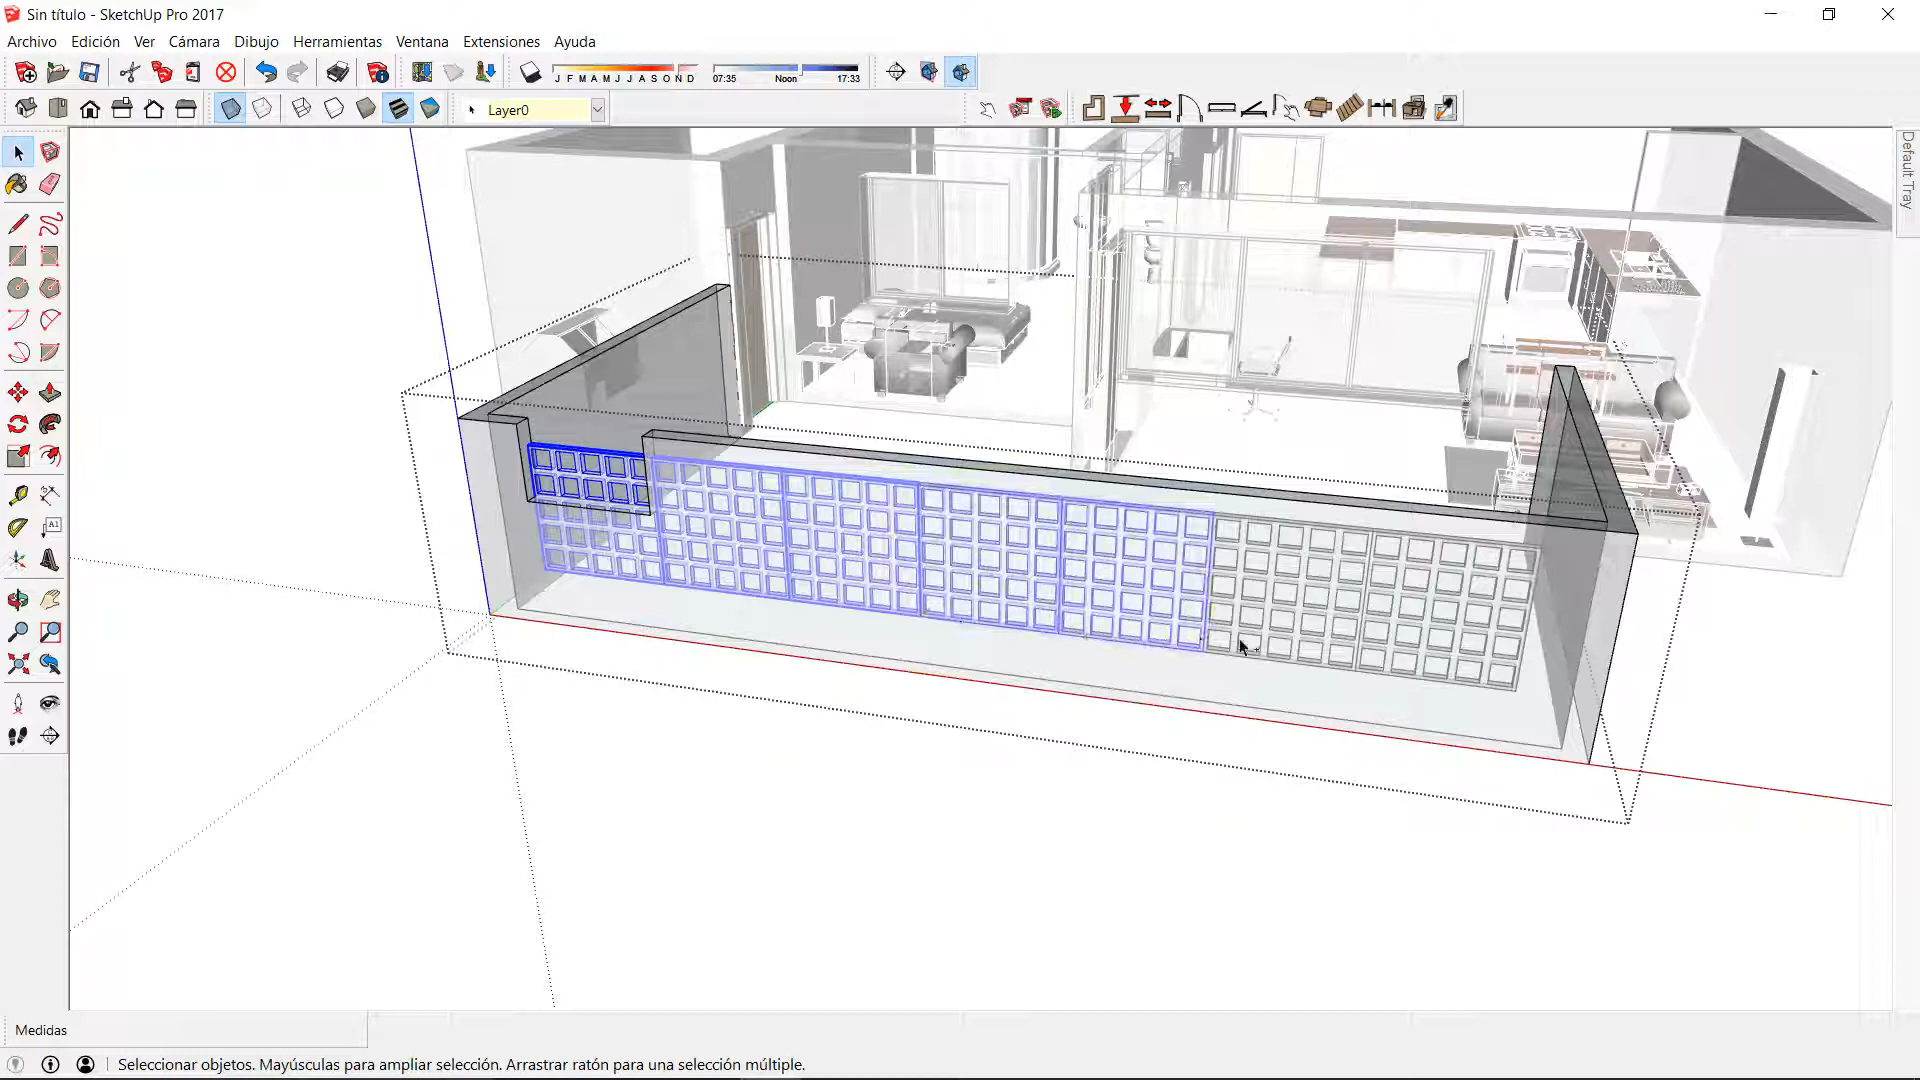 Sin título - SketchUp Pro 2017
Archivo Edición Ver Cámara Dibujo Herramientas Ventana Extensiones Ayuda
J F M A M J J A S O N D 07:35 Noon 17:33
Layer0
Default Tray
A1
Medidas
Seleccionar objetos. Mayúsculas para ampliar selección. Arrastrar ratón para una selección múltiple.